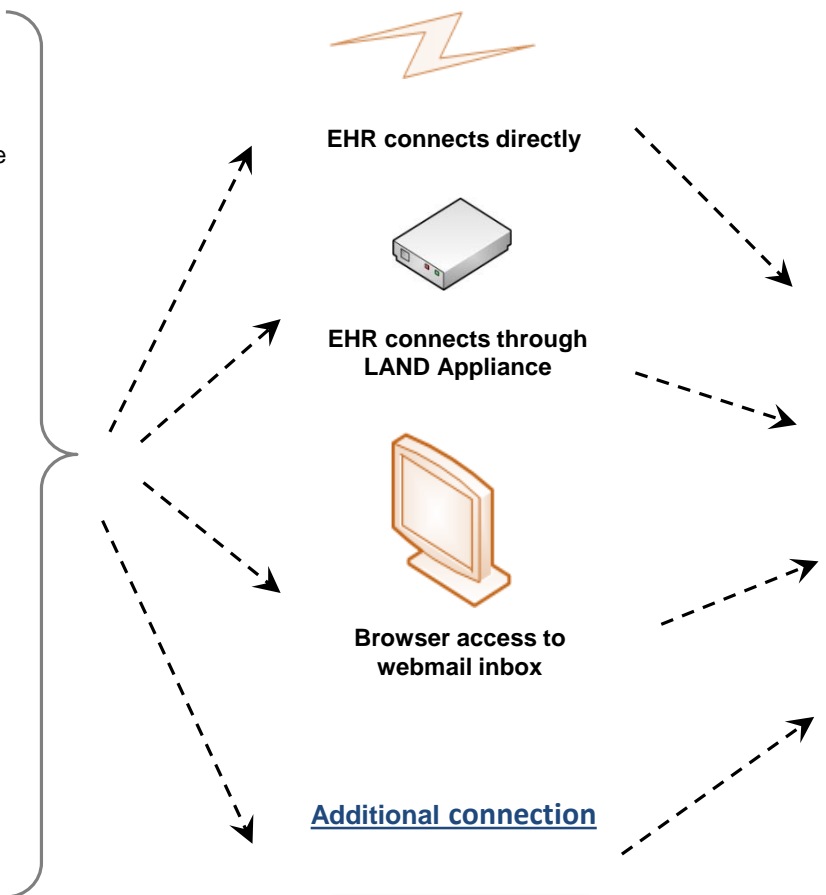 e
EHR connects directly
EHR connects through
LAND Appliance
Browser access to
webmail inbox
Additional connection